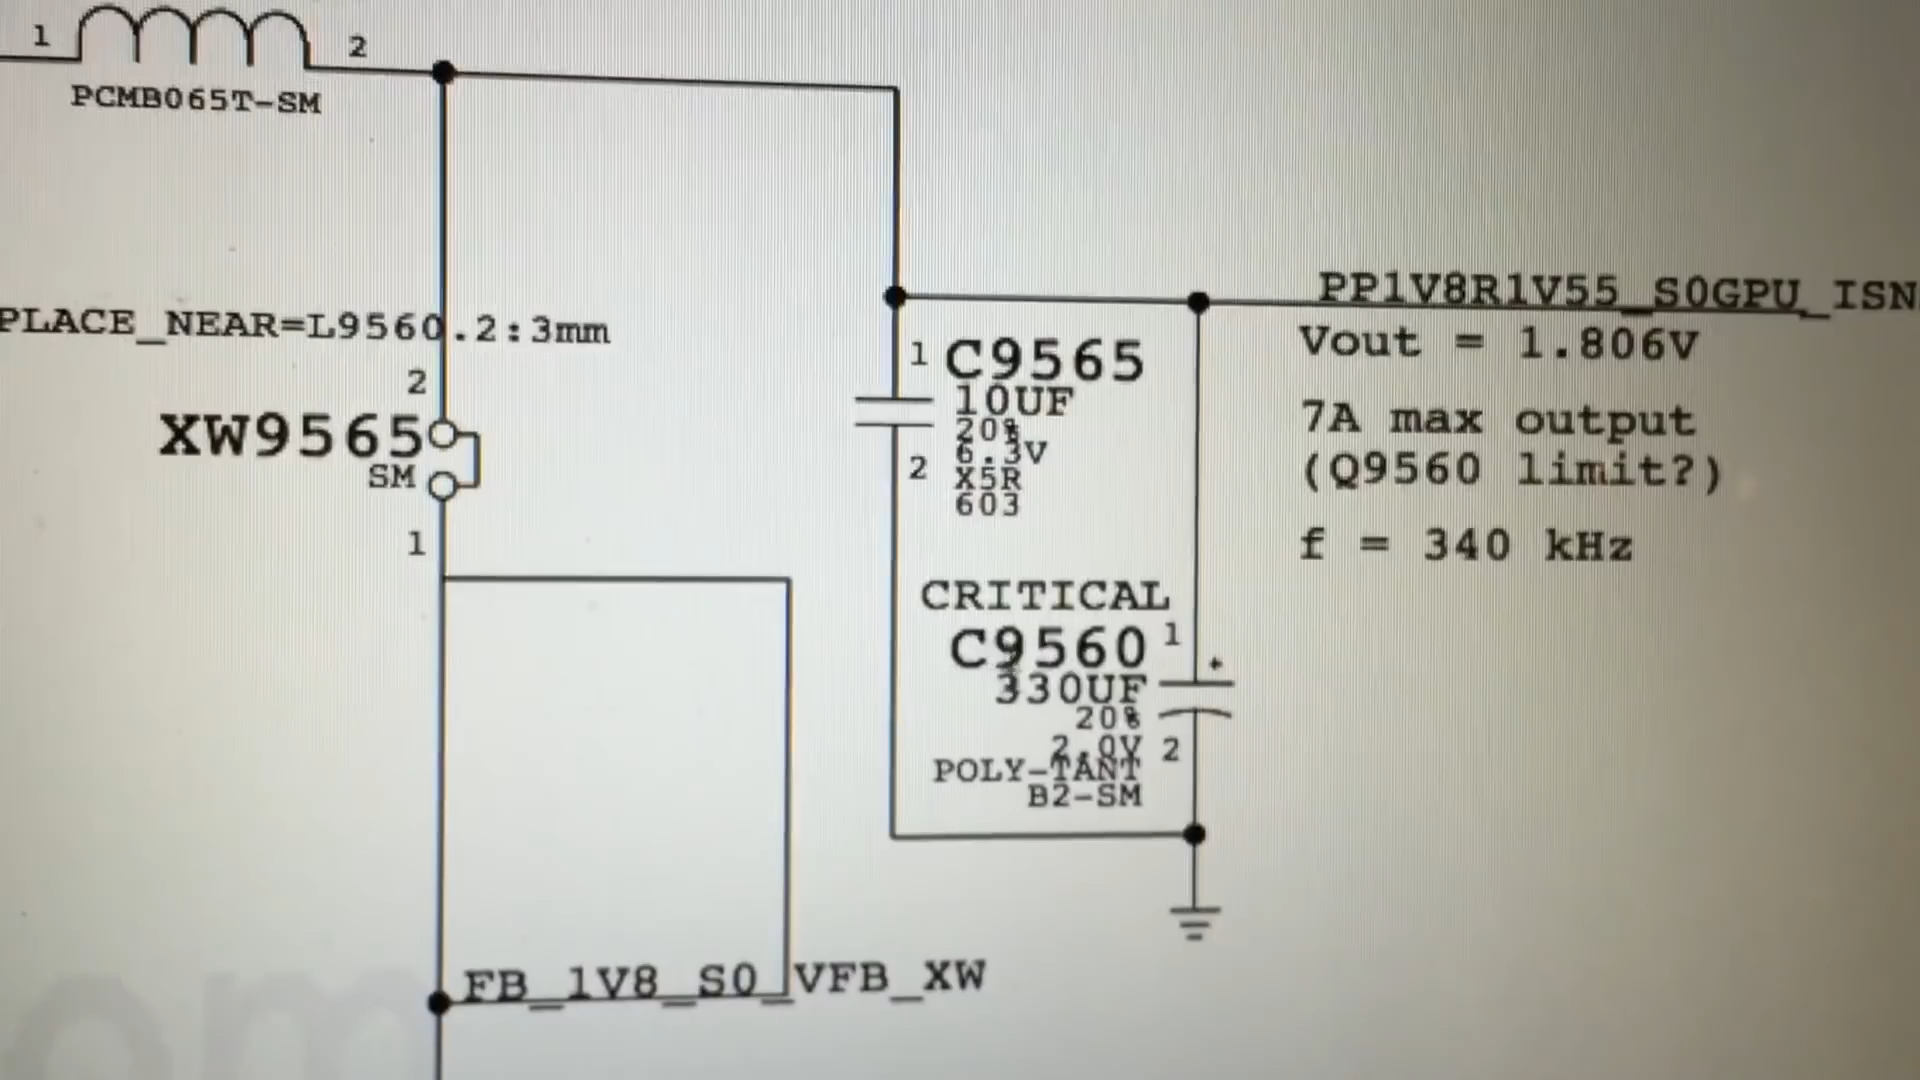 1
2
PCMB065T-SM
PP1V8R1V55_S0GPU_ISN
PLACE_NEAR=L9560.2:3mm
Vout = 1.806V
1
C9565
2
10UF
20%
6.3V
X5R
603
2
7A max output
(Q9560 limit?)
XW9565
SM
1
f = 340 kHz
CRITICAL
C9560
1
+
330UF
20%
2.0V
2
POLY-TANT
B2-SM
FB_1V8_S0_VFB_XW
om